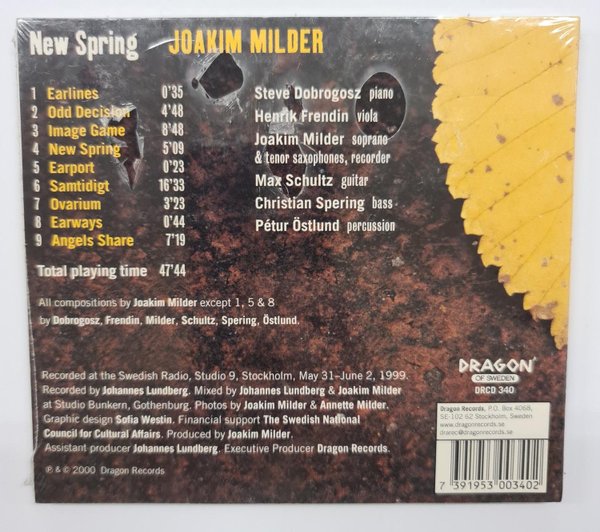 New Spring JOAKIM MILDER
1 Earlines 0'35
2 Odd Decision 4'48
3 Image Game 8'48
4 New Spring 5'09
5 Earport 0'23
6 Samtidigt 16'33
7 Ovarium 3'23
8 Earways 0'44
9 Angels Share 7'19
Total playing time 47'44
Steve Dobrogosz piano
Henrik Frendin viola
Joakim Milder soprano
& tenor saxophones, recorder
Max Schultz guitar
Christian Spering bass
Pétur Östlund percussion
All compositions by Joakim Milder except 1, 5 & 8
by Dobrogosz, Frendin, Milder, Schultz, Spering, Östlund.
Recorded at the Swedish Radio, Studio 9, Stockholm, May 31–June 2, 1999.
Recorded by Johannes Lundberg. Mixed by Johannes Lundberg & Joakim Milder
at Studio Bunkern, Gothenburg. Photos by Joakim Milder & Annette Milder.
Graphic design Sofia Westin. Financial support The Swedish National
Council for Cultural Affairs. Produced by Joakim Milder.
Assistant producer Johannes Lundberg. Executive Producer Dragon Records.
℗ & © 2000 Dragon Records
DRAGON
OF SWEDEN
DRCD 340
Dragon Records, P.O. Box 4068,
SE-102 62 Stockholm, Sweden
www.dragonrecords.se
drarec@dragonrecords.se
7 391953 003402